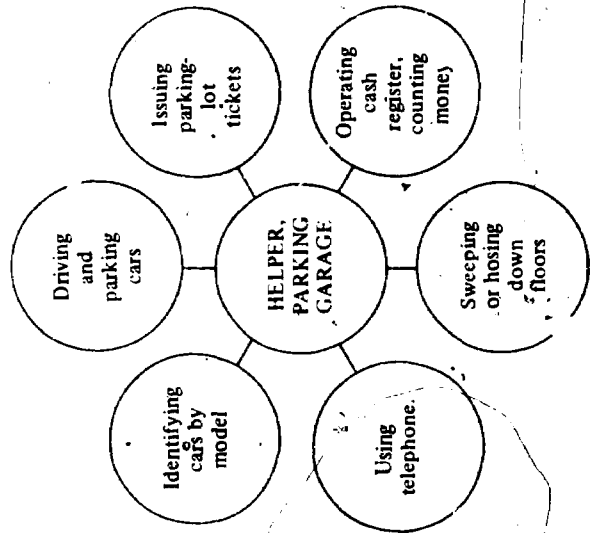 Driving
and
parking
cars
Identifying
cars by
model
Issuing
parking-
lot
tickets
HELPER,
PARKING
GARAGE
Using
telephone.
Operating
cash
register,
counting
money
Sweeping
or hosing
down
floors